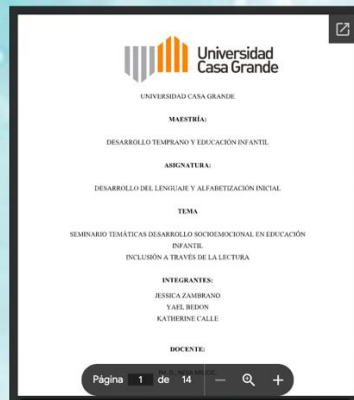 Universidad
Casa Grande
UNIVERSIDAD CASA GRANDE
MAESTRÍA:
DESARROLLO TEMPRANO Y EDUCACIÓN INFANTIL
ASIGNATURA:
DESARROLLO DEL LENGUAJE Y ALFABETIZACIÓN INICIAL
TEMA
SEMINARIO TEMÁTICAS DESARROLLO SOCIOEMOCIONAL EN EDUCACIÓN
INFANTIL
INCLUSIÓN A TRAVÉS DE LA LECTURA
INTEGRANTES:
JESSICA ZAMBRANO
YAEL BEDON
KATHERINE CALLE
DOCENTE:
Página 1 de 14